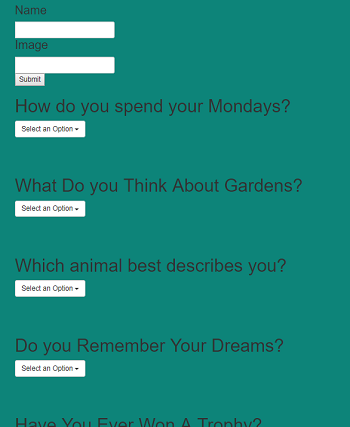 Name
Image
Submit
How do you spend your Mondays?
Select an Option
What Do you Think About Gardens?
Select an Option
Which animal best describes you?
Select an Option
Do you Remember Your Dreams?
Select an Option
Have You Ever Won A Trophy?